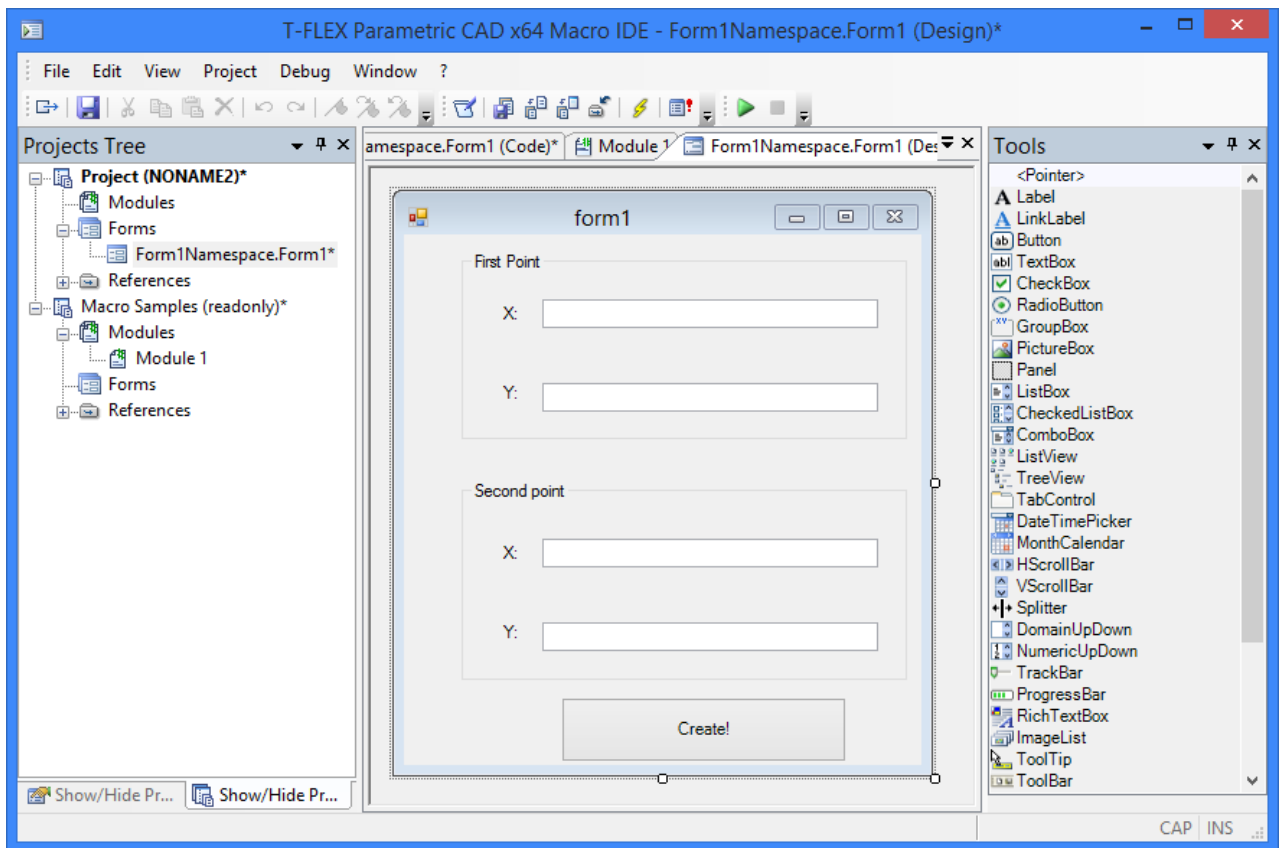 T-FLEX Parametric CAD x64 Macro IDE - Form1Namespace.Form1 (Design)*
File Edit View Project Debug Window ?
Projects Tree
Project (NONAME2)*
Modules
Forms
Form1Namespace.Form1*
References
Macro Samples (readonly)*
Modules
Module 1
Forms
References
Show/Hide Pr...
Show/Hide Pr...
amespace.Form1 (Code)*
Module 1
Form1Namespace.Form1 (Des
form1
First Point
X:
Y:
Second point
X:
Y:
Create!
Tools
<Pointer>
A Label
A LinkLabel
ab Button
abl TextBox
CheckBox
RadioButton
XY GroupBox
PictureBox
Panel
ListBox
CheckedListBox
ComboBox
ListView
TreeView
TabControl
DateTimePicker
MonthCalendar
HScrollBar
VScrollBar
Splitter
DomainUpDown
NumericUpDown
TrackBar
ProgressBar
RichTextBox
ImageList
ToolTip
ToolBar
CAP INS